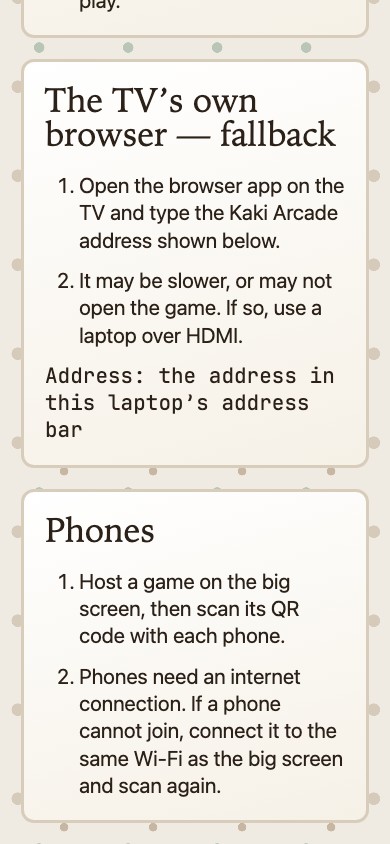 play.
The TV’s own
browser — fallback
1. Open the browser app on the
TV and type the Kaki Arcade
address shown below.
2. It may be slower, or may not
open the game. If so, use a
laptop over HDMI.
Address: the address in
this laptop’s address
bar
Phones
1. Host a game on the big
screen, then scan its QR
code with each phone.
2. Phones need an internet
connection. If a phone
cannot join, connect it to the
same Wi-Fi as the big screen
and scan again.